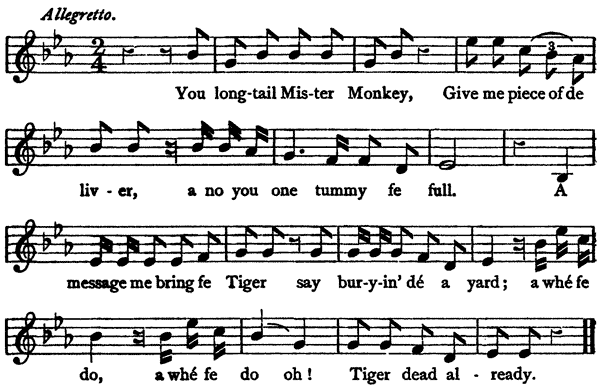 Allegretto.
2
4
3
You long-tail Mis-ter Monkey, Give me piece of de
liv - er, a no you one tummy fe full. A
message me bring fe Tiger say bur-y-in' dé a yard; a whé fe
do, a whé fe do oh! Tiger dead al - ready.